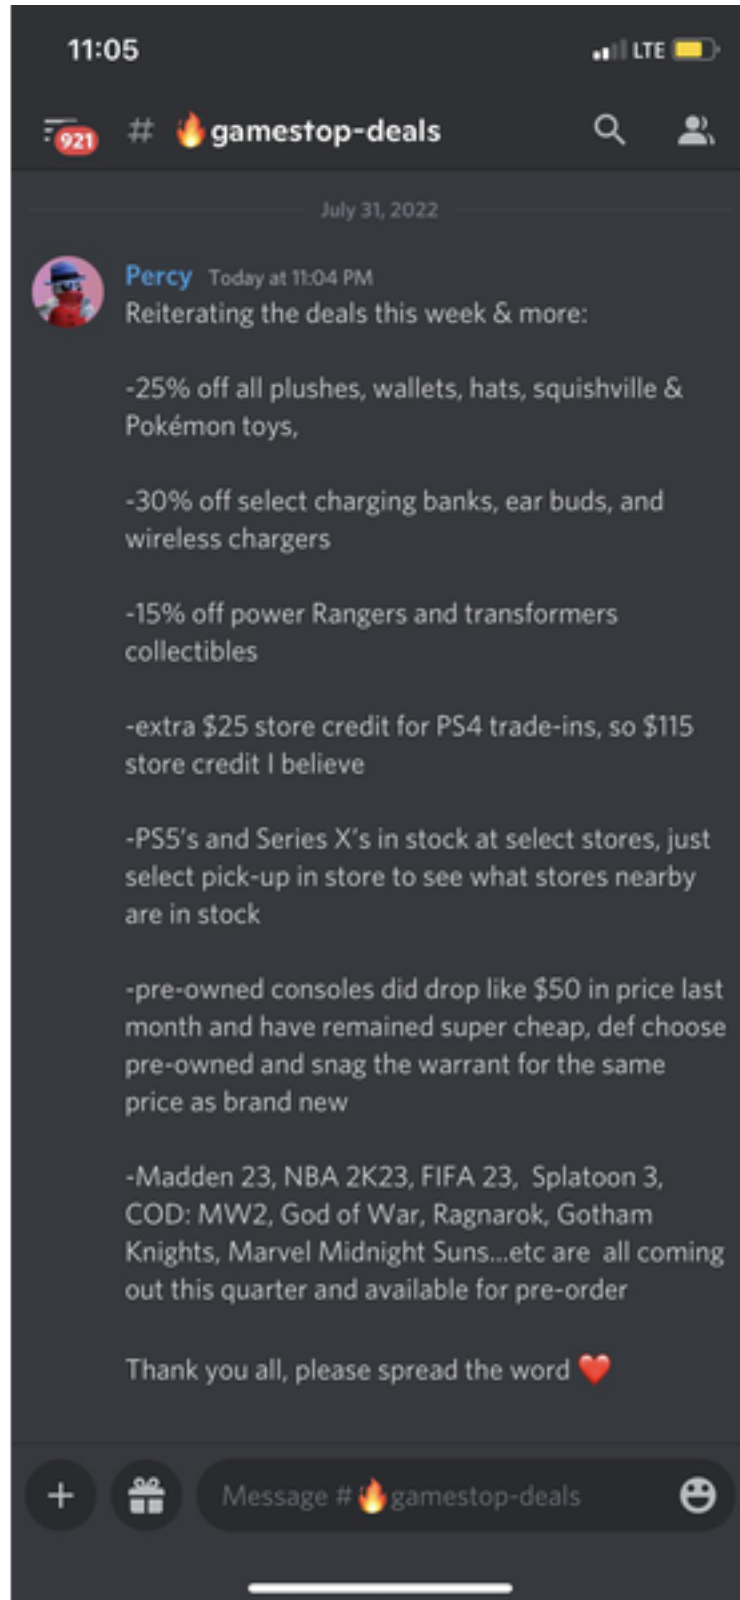 11:05
LTE
921
# 🔥gamestop-deals
July 31, 2022
Percy Today at 11:04 PM
Reiterating the deals this week & more:
-25% off all plushes, wallets, hats, squishville &
Pokémon toys,
-30% off select charging banks, ear buds, and
wireless chargers
-15% off power Rangers and transformers
collectibles
-extra $25 store credit for PS4 trade-ins, so $115
store credit I believe
-PS5's and Series X's in stock at select stores, just
select pick-up in store to see what stores nearby
are in stock
-pre-owned consoles did drop like $50 in price last
month and have remained super cheap, def choose
pre-owned and snag the warrant for the same
price as brand new
-Madden 23, NBA 2K23, FIFA 23, Splatoon 3,
COD: MW2, God of War, Ragnarok, Gotham
Knights, Marvel Midnight Suns...etc are all coming
out this quarter and available for pre-order
Thank you all, please spread the word ❤️
Message #🔥gamestop-deals